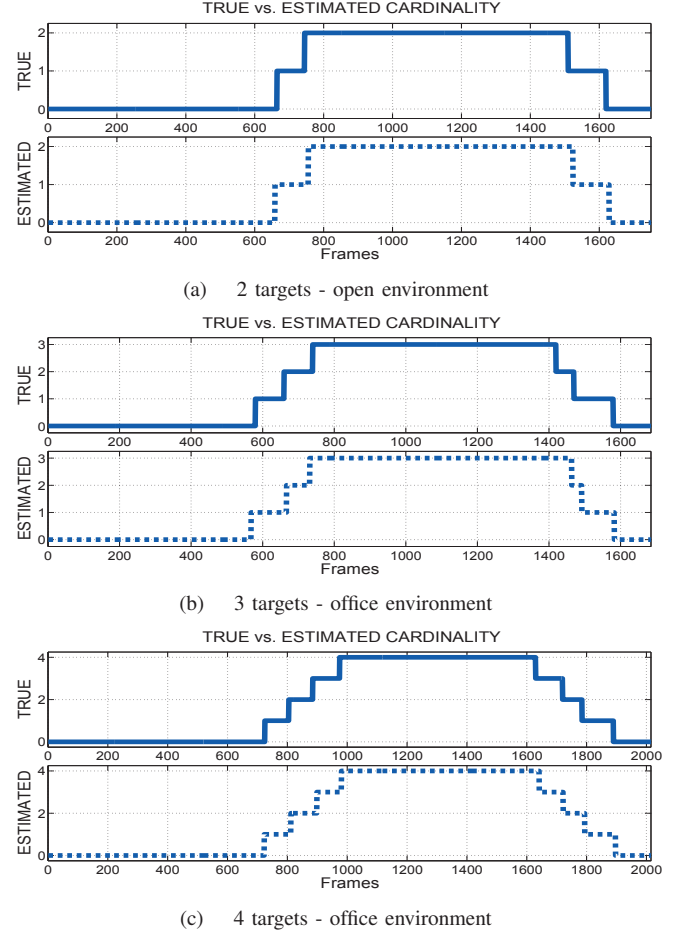 TRUE vs. ESTIMATED CARDINALITY
TRUE
2
1
0
0 200 400 600 800 1000 1200 1400 1600
ESTIMATED
2
1
0
0 200 400 600 800 1000 1200 1400 1600
Frames
(a) 2 targets - open environment
TRUE vs. ESTIMATED CARDINALITY
TRUE
3
2
1
0
0 200 400 600 800 1000 1200 1400 1600
ESTIMATED
3
2
1
0
0 200 400 600 800 1000 1200 1400 1600
Frames
(b) 3 targets - office environment
TRUE vs. ESTIMATED CARDINALITY
TRUE
4
2
0
0 200 400 600 800 1000 1200 1400 1600 1800 2000
ESTIMATED
4
2
0
0 200 400 600 800 1000 1200 1400 1600 1800 2000
Frames
(c) 4 targets - office environment